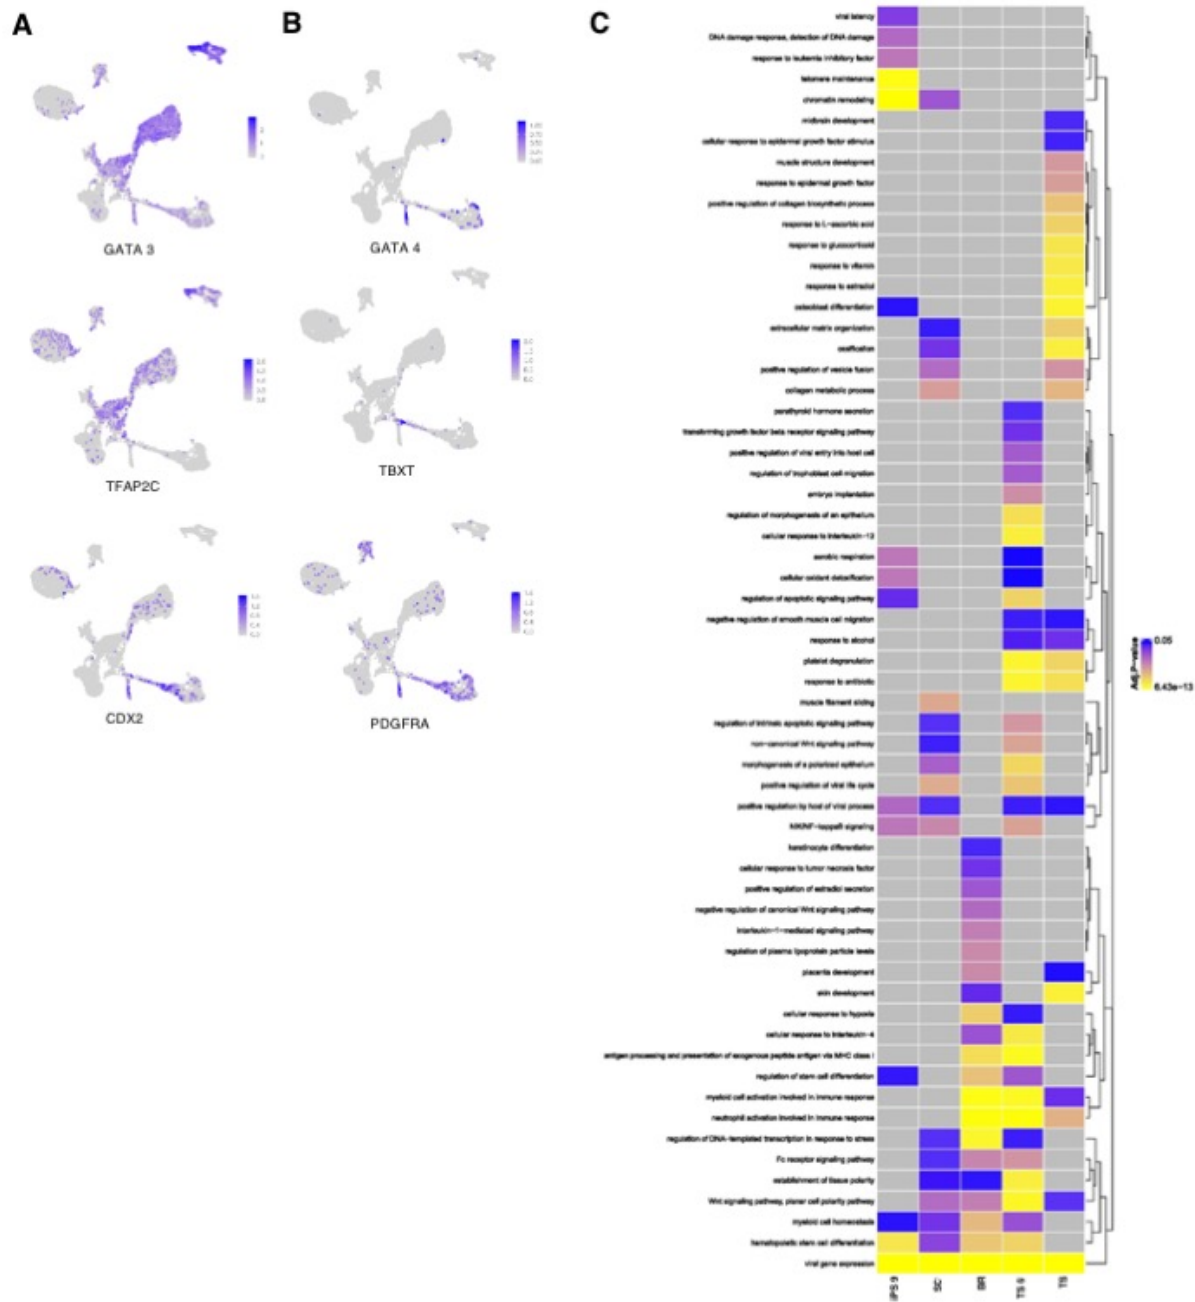 A
B
C
GATA 3
GATA 4
TFAP2C
TBXT
CDX2
PDGFRA
viral latency
DNA damage response, detection of DNA damage
response to leukemia inhibitory factor
telomere maintenance
chromatin remodeling
midbrain development
cellular response to epidermal growth factor stimulus
muscle structure development
response to epidermal growth factor
positive regulation of collagen biosynthetic process
response to L-ascorbic acid
response to glucocorticoid
response to vitamin
response to estradiol
osteoblast differentiation
extracellular matrix organization
ossification
positive regulation of vesicle fusion
collagen metabolic process
parathyroid hormone secretion
transforming growth factor beta receptor signaling pathway
positive regulation of viral entry into host cell
regulation of trophoblast cell migration
embryo implantation
regulation of morphogenesis of an epithelium
cellular response to interleukin-12
aerobic respiration
cellular oxidant detoxification
regulation of apoptotic signaling pathway
negative regulation of smooth muscle cell migration
response to alcohol
platelet degranulation
response to antibiotic
muscle filament sliding
regulation of intrinsic apoptotic signaling pathway
non-canonical Wnt signaling pathway
morphogenesis of a polarized epithelium
positive regulation of viral life cycle
positive regulation by host of viral process
NIK/NF-kappaB signaling
keratinocyte differentiation
cellular response to tumor necrosis factor
positive regulation of estradiol secretion
negative regulation of canonical Wnt signaling pathway
interleukin-1-mediated signaling pathway
regulation of plasma lipoprotein particle levels
placenta development
skin development
cellular response to hypoxia
cellular response to interleukin-4
antigen processing and presentation of exogenous peptide antigen via MHC class I
regulation of stem cell differentiation
myeloid cell activation involved in immune response
neutrophil activation involved in immune response
regulation of DNA-templated transcription in response to stress
Fc receptor signaling pathway
establishment of tissue polarity
Wnt signaling pathway, planar cell polarity pathway
myeloid cell homeostasis
hematopoietic stem cell differentiation
viral gene expression
iPS 9
SC
BR
TS 6
TS
Adj.P-value
0.05
6.43e-13